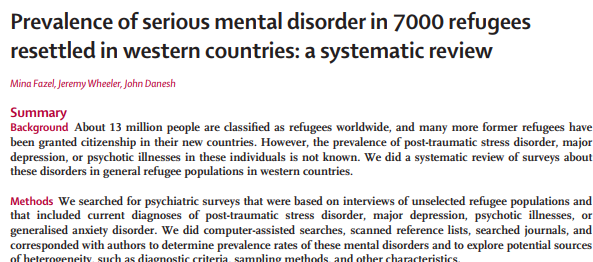 Prevalence of serious mental disorder in 7000 refugees
resettled in western countries: a systematic review
Mina Fazel, Jeremy Wheeler, John Danesh
Summary
Background About 13 million people are classified as refugees worldwide, and many more former refugees have
been granted citizenship in their new countries. However, the prevalence of post-traumatic stress disorder, major
depression, or psychotic illnesses in these individuals is not known. We did a systematic review of surveys about
these disorders in general refugee populations in western countries.
Methods We searched for psychiatric surveys that were based on interviews of unselected refugee populations and
that included current diagnoses of post-traumatic stress disorder, major depression, psychotic illnesses, or
generalised anxiety disorder. We did computer-assisted searches, scanned reference lists, searched journals, and
corresponded with authors to determine prevalence rates of these mental disorders and to explore potential sources
of heterogeneity, such as diagnostic criteria, sampling methods, and other characteristics.